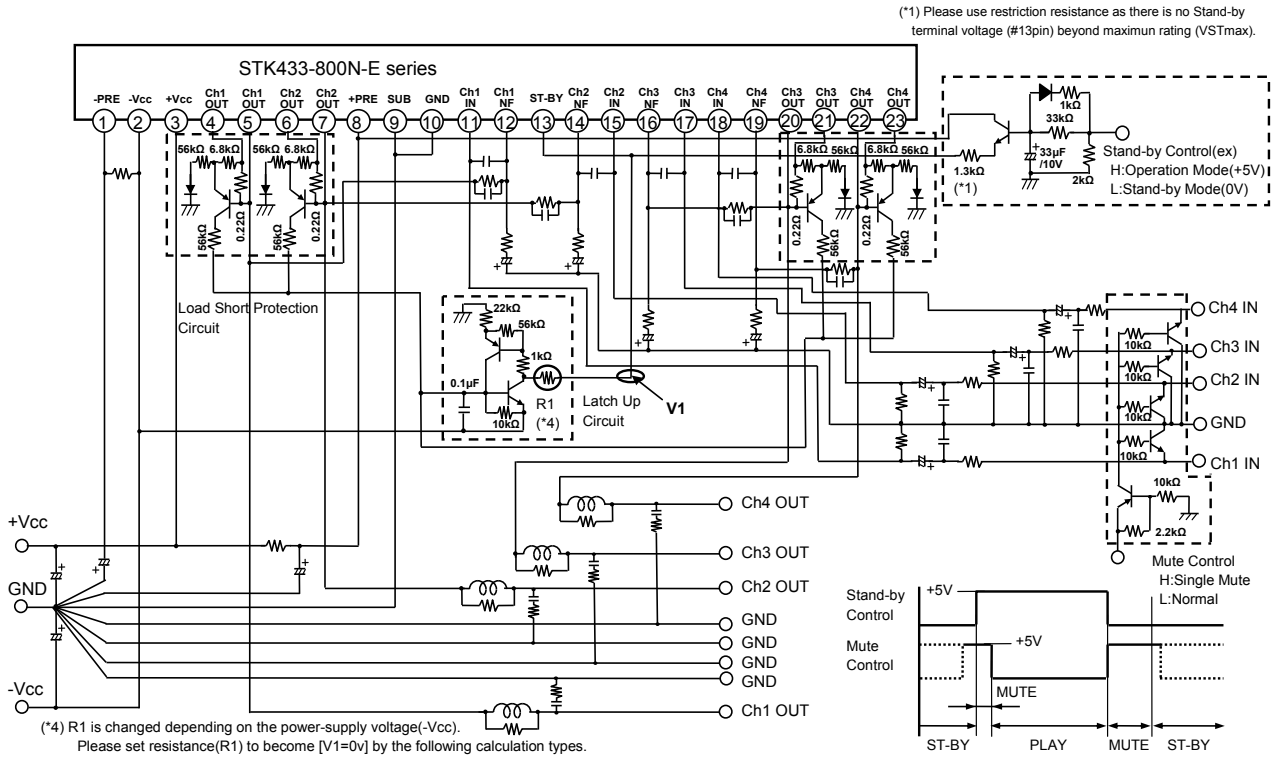 (*1) Please use restriction resistance as there is no Stand-by
terminal voltage (#13pin) beyond maximun rating (VSTmax).
STK433-800N-E series
-PRE -Vcc +Vcc Ch1 OUT Ch1 OUT Ch2 OUT Ch2 OUT +PRE SUB GND Ch1 IN Ch1 NF ST-BY Ch2 NF Ch2 IN Ch3 NF Ch3 IN Ch4 IN Ch4 NF Ch3 OUT Ch3 OUT Ch4 OUT Ch4 OUT
1 2 3 4 5 6 7 8 9 10 11 12 13 14 15 16 17 18 19 20 21 22 23
1kΩ
33kΩ
33µF
/10V
2kΩ
1.3kΩ
(*1)
Stand-by Control(ex)
H:Operation Mode(+5V)
L:Stand-by Mode(0V)
56kΩ 6.8kΩ 56kΩ 6.8kΩ
56kΩ 0.22Ω 56kΩ 0.22Ω
6.8kΩ 56kΩ 6.8kΩ 56kΩ
0.22Ω 56kΩ 0.22Ω 56kΩ
Load Short Protection
Circuit
22kΩ
56kΩ
1kΩ
0.1µF
10kΩ
R1
(*4)
Latch Up
Circuit
V1
Ch4 IN
10kΩ
Ch3 IN
10kΩ
Ch2 IN
10kΩ
GND
10kΩ
Ch1 IN
10kΩ
2.2kΩ
Mute Control
H:Single Mute
L:Normal
+Vcc
GND
-Vcc
Ch4 OUT
Ch3 OUT
Ch2 OUT
GND
GND
GND
GND
Ch1 OUT
Stand-by
Control
+5V
Mute
Control
+5V
MUTE
ST-BY PLAY MUTE ST-BY
(*4) R1 is changed depending on the power-supply voltage(-Vcc).
Please set resistance(R1) to become [V1=0v] by the following calculation types.